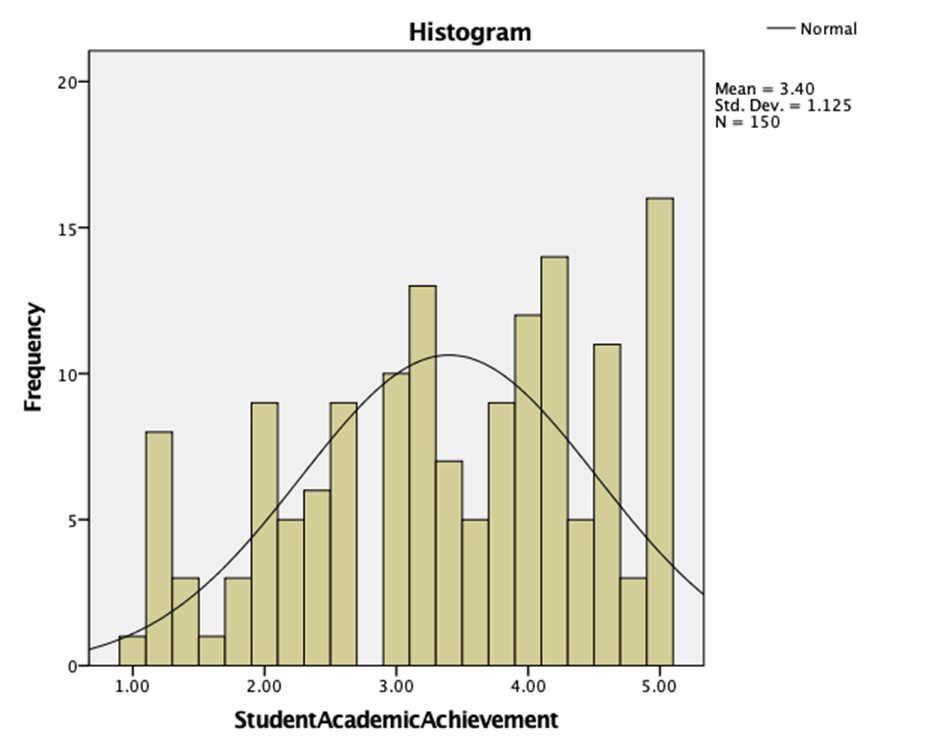 Histogram
Normal
Mean = 3.40
Std. Dev. = 1.125
N = 150
Frequency
20
15
10
5
0
1.00 2.00 3.00 4.00 5.00
StudentAcademicAchievement